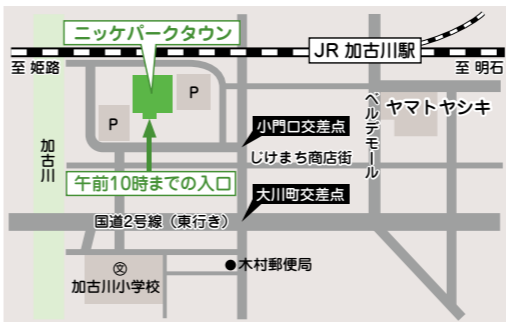 ニッケパークタウン
JR 加古川駅
至 姫路
至 明石
P
P
ヤマトヤシキ
ベルデモール
小門口交差点
加古川
じけまち商店街
午前10時までの入口
大川町交差点
国道2号線（東行き）
文
●木村郵便局
加古川小学校